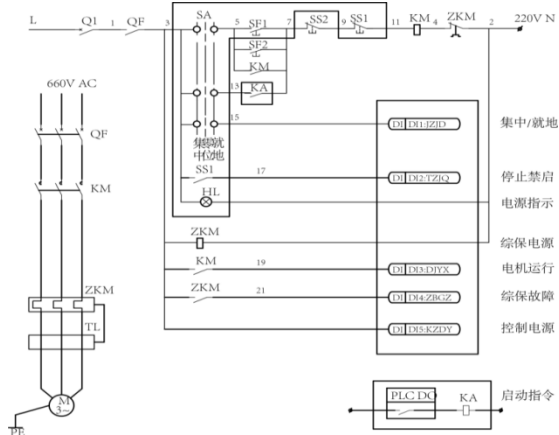 L Q1 1 QF 3 SA 5 SF1 7 SS2 9 SS1 11 KM 4 ZKM 2 220V N
SF2
KM
660V AC
13 KA
15 DI DI1:JZJD 集中/就地
QF
集中 零位 就地
SS1 17 DI DI2:TZJQ 停止禁启
KM HL 电源指示
ZKM 综保电源
KM 19 DI DI3:DJYX 电机运行
ZKM
ZKM 21 DI DI4:ZBGZ 综保故障
TL DI DI5:KZDY 控制电源
PLC DO KA 启动指令
M
3~
PE